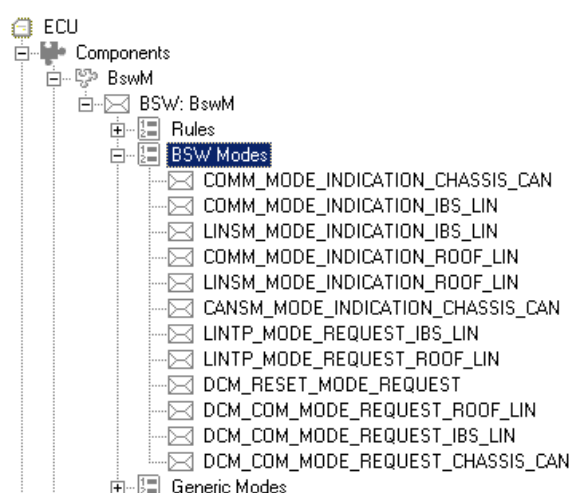 ECU
Components
BswM
BSW: BswM
Rules
BSW Modes
COMM_MODE_INDICATION_CHASSIS_CAN
COMM_MODE_INDICATION_IBS_LIN
LINSM_MODE_INDICATION_IBS_LIN
COMM_MODE_INDICATION_ROOF_LIN
LINSM_MODE_INDICATION_ROOF_LIN
CANSM_MODE_INDICATION_CHASSIS_CAN
LINTP_MODE_REQUEST_IBS_LIN
LINTP_MODE_REQUEST_ROOF_LIN
DCM_RESET_MODE_REQUEST
DCM_COM_MODE_REQUEST_ROOF_LIN
DCM_COM_MODE_REQUEST_IBS_LIN
DCM_COM_MODE_REQUEST_CHASSIS_CAN
Generic Modes